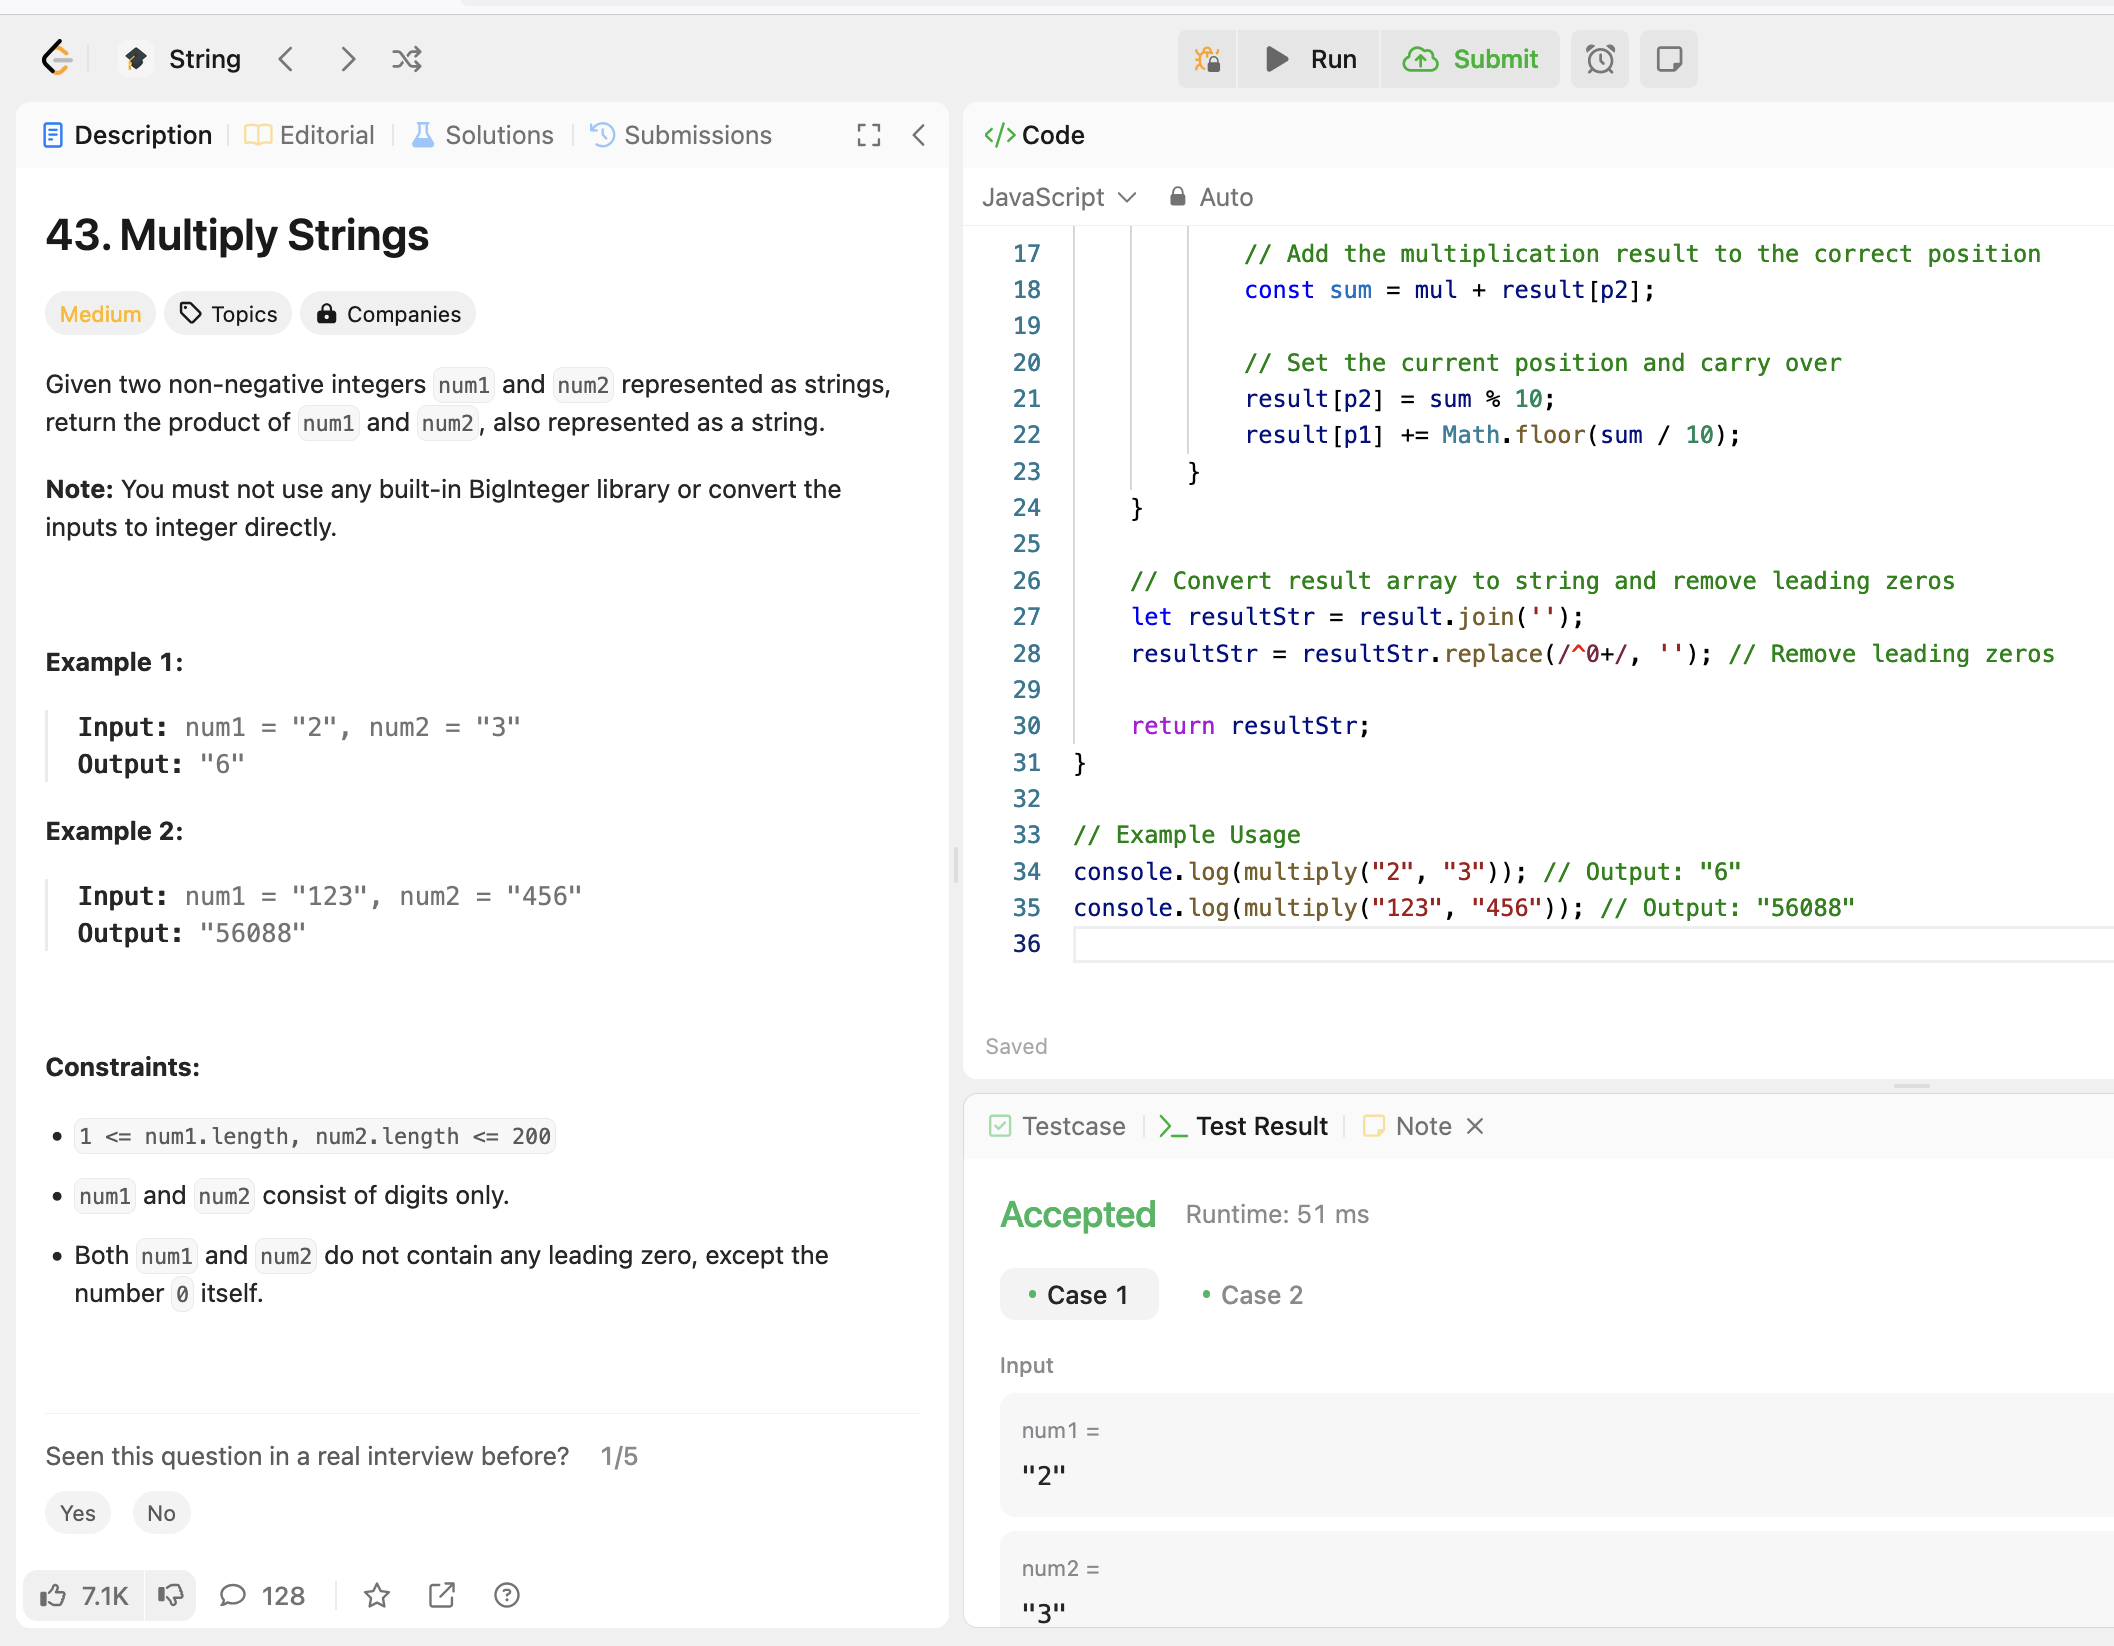 String
Run
Submit
Description
Editorial
Solutions
Submissions
43. Multiply Strings
Medium
Topics
Companies
Given two non-negative integers num1 and num2 represented as strings,
return the product of num1 and num2, also represented as a string.
Note: You must not use any built-in BigInteger library or convert the
inputs to integer directly.
Example 1:
Input: num1 = "2", num2 = "3"
Output: "6"
Example 2:
Input: num1 = "123", num2 = "456"
Output: "56088"
Constraints:
• 1 <= num1.length, num2.length <= 200
• num1 and num2 consist of digits only.
• Both num1 and num2 do not contain any leading zero, except the
number 0 itself.
Seen this question in a real interview before? 1/5
Yes No
7.1K 128
</> Code
JavaScript Auto
17 // Add the multiplication result to the correct position
18 const sum = mul + result[p2];
19
20 // Set the current position and carry over
21 result[p2] = sum % 10;
22 result[p1] += Math.floor(sum / 10);
23 }
24 }
25
26 // Convert result array to string and remove leading zeros
27 let resultStr = result.join('');
28 resultStr = resultStr.replace(/^0+/, ''); // Remove leading zeros
29
30 return resultStr;
31 }
32
33 // Example Usage
34 console.log(multiply("2", "3")); // Output: "6"
35 console.log(multiply("123", "456")); // Output: "56088"
36
Saved
Testcase
Test Result
Note
Accepted Runtime: 51 ms
• Case 1 • Case 2
Input
num1 =
"2"
num2 =
"3"